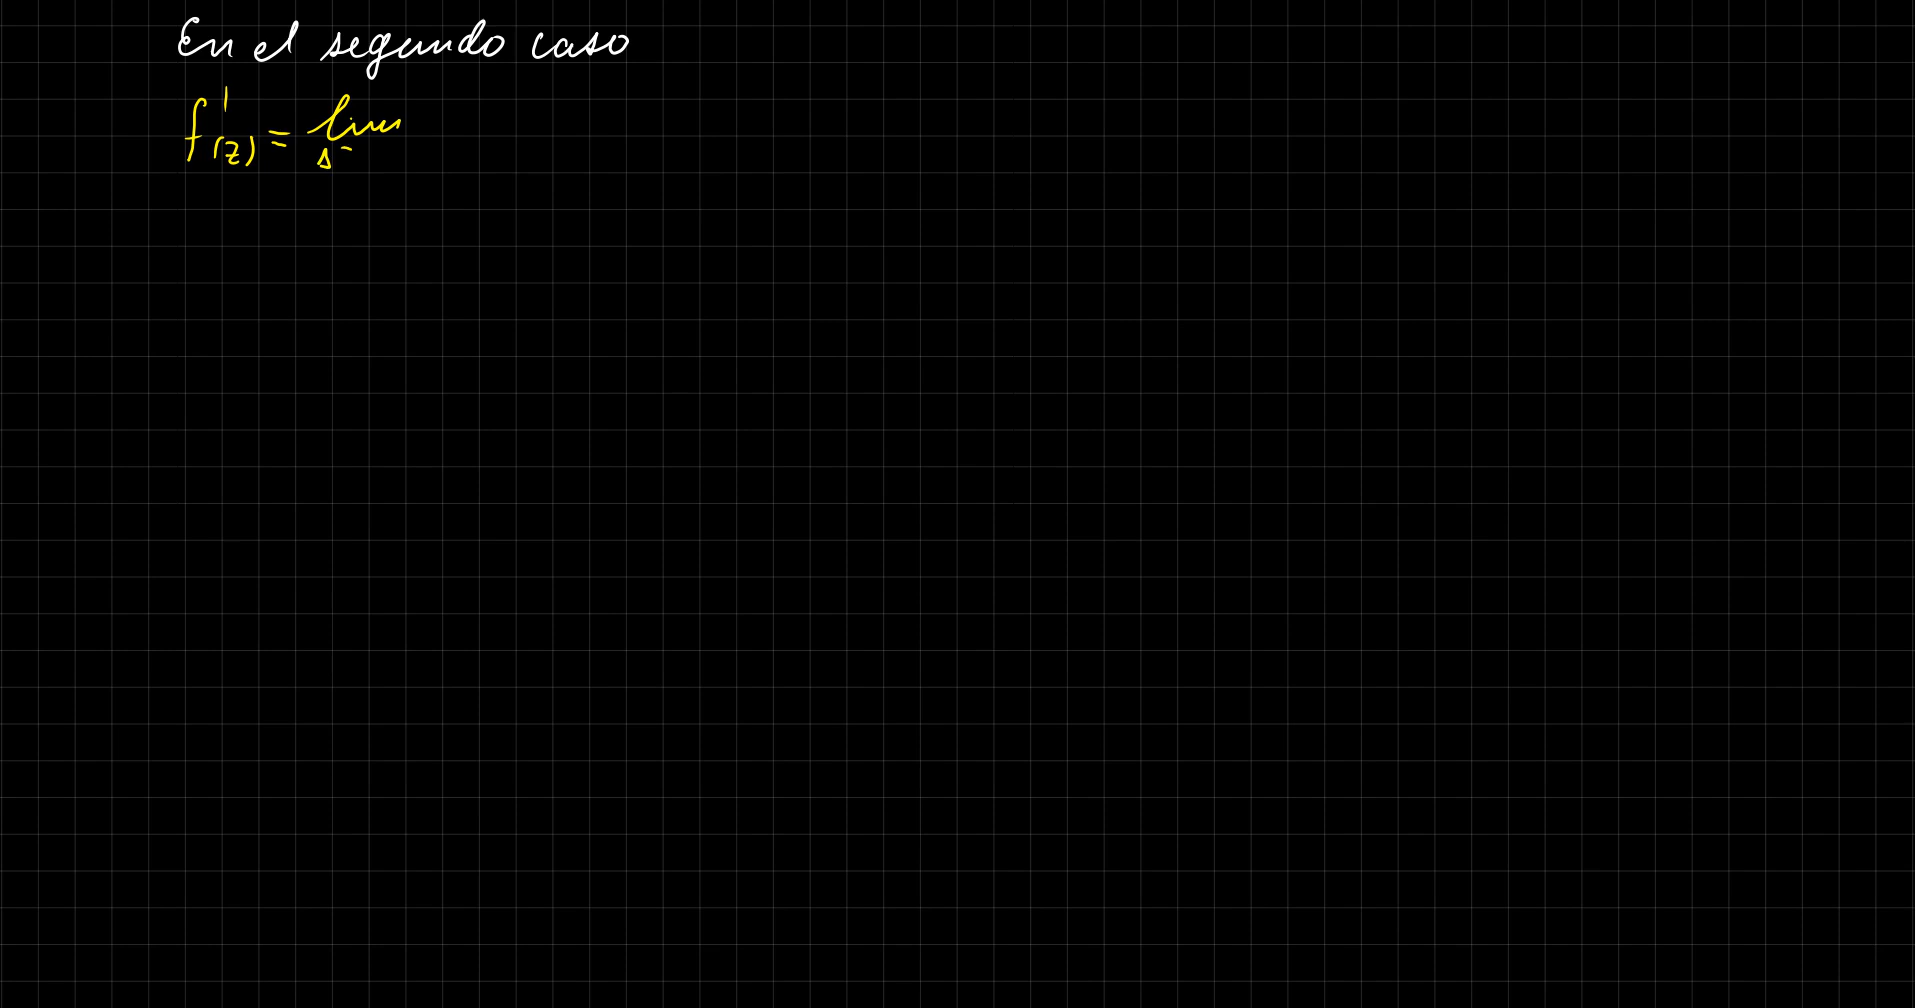 En el segundo caso
f'(z) = lim
Δ